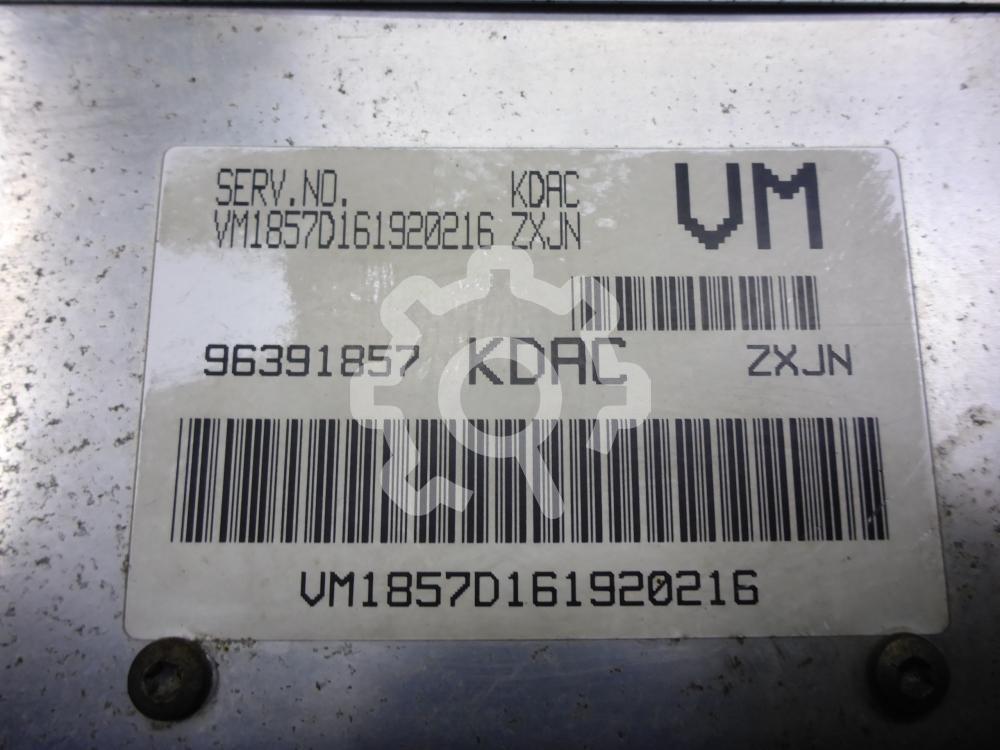 SERV.NO. KDAC VM
VM1857D161920216 ZXJN
96391857 KDAC ZXJN
VM1857D161920216